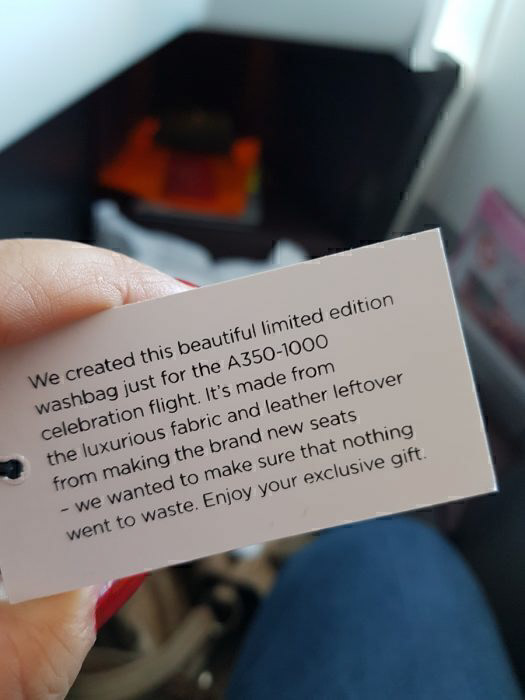 We created this beautiful limited edition
washbag just for the A350-1000
celebration flight. It's made from
the luxurious fabric and leather leftover
from making the brand new seats
– we wanted to make sure that nothing
went to waste. Enjoy your exclusive gift.